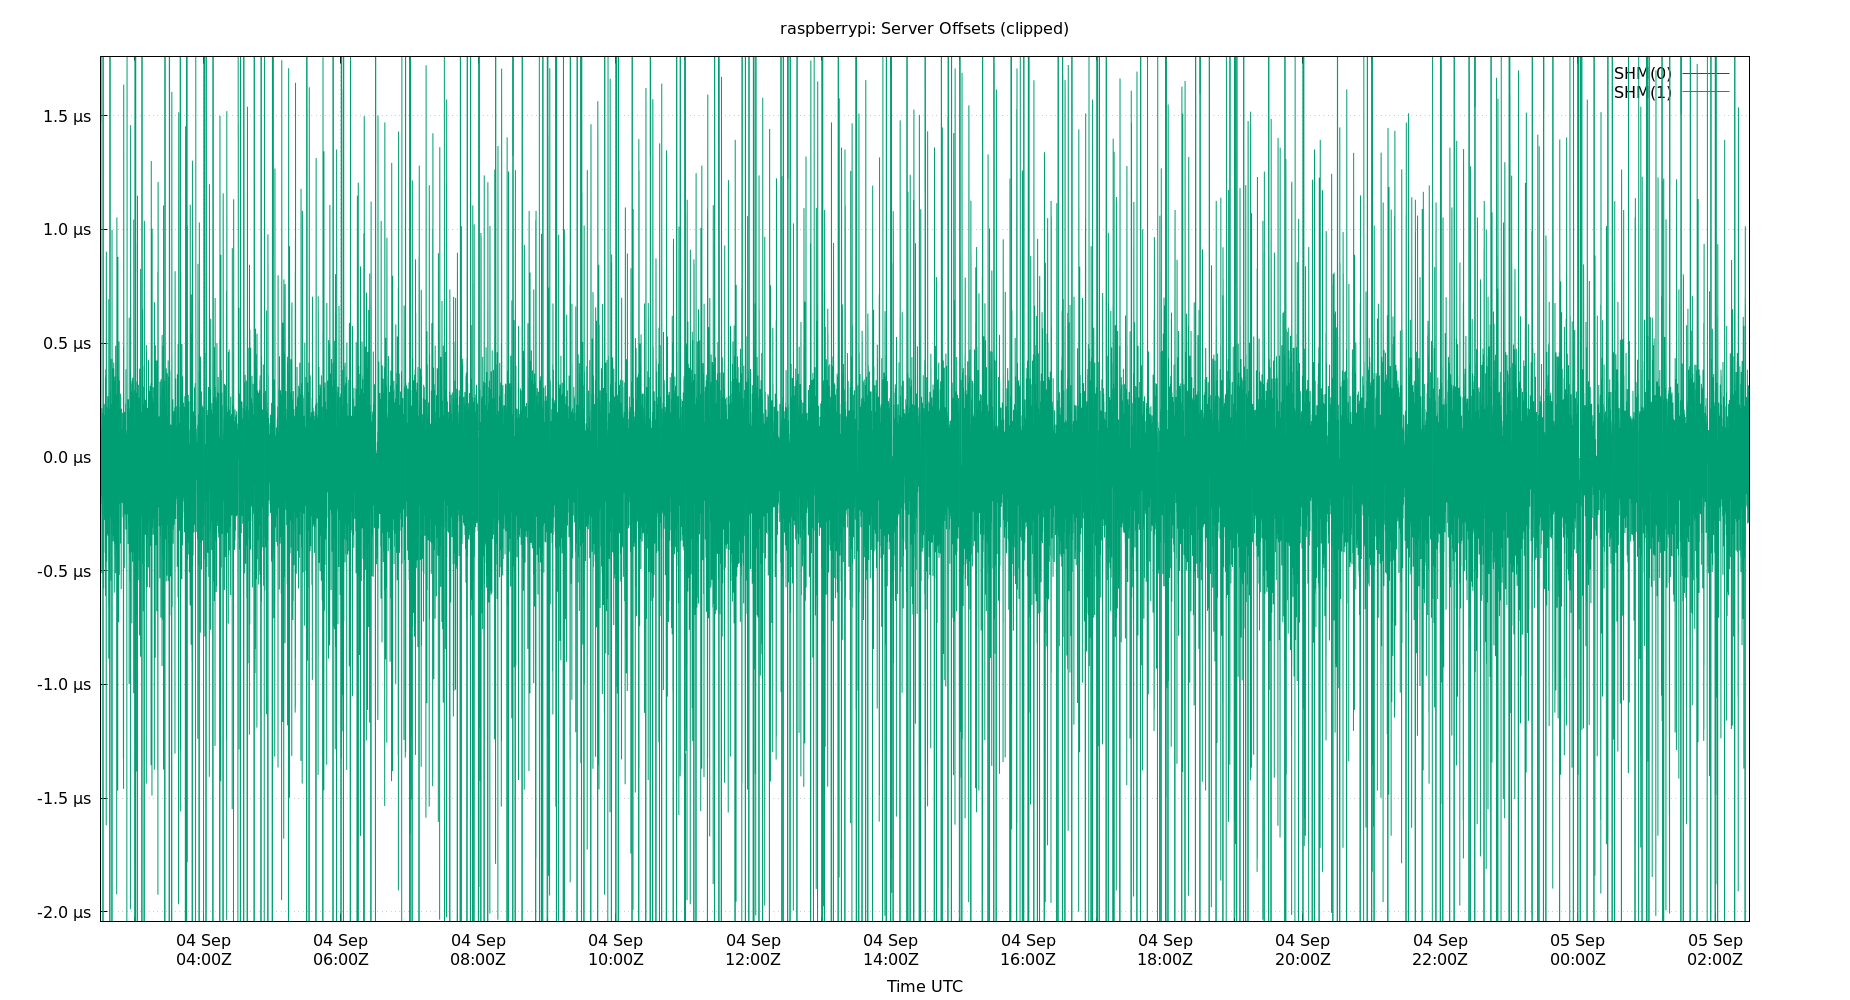 raspberrypi: Server Offsets (clipped)
SHM(0)
SHM(1)
1.5 µs
1.0 µs
0.5 µs
0.0 µs
-0.5 µs
-1.0 µs
-1.5 µs
-2.0 µs
04 Sep 04 Sep 04 Sep 04 Sep 04 Sep 04 Sep 04 Sep 04 Sep 04 Sep 04 Sep 05 Sep 05 Sep
04:00Z 06:00Z 08:00Z 10:00Z 12:00Z 14:00Z 16:00Z 18:00Z 20:00Z 22:00Z 00:00Z 02:00Z
Time UTC